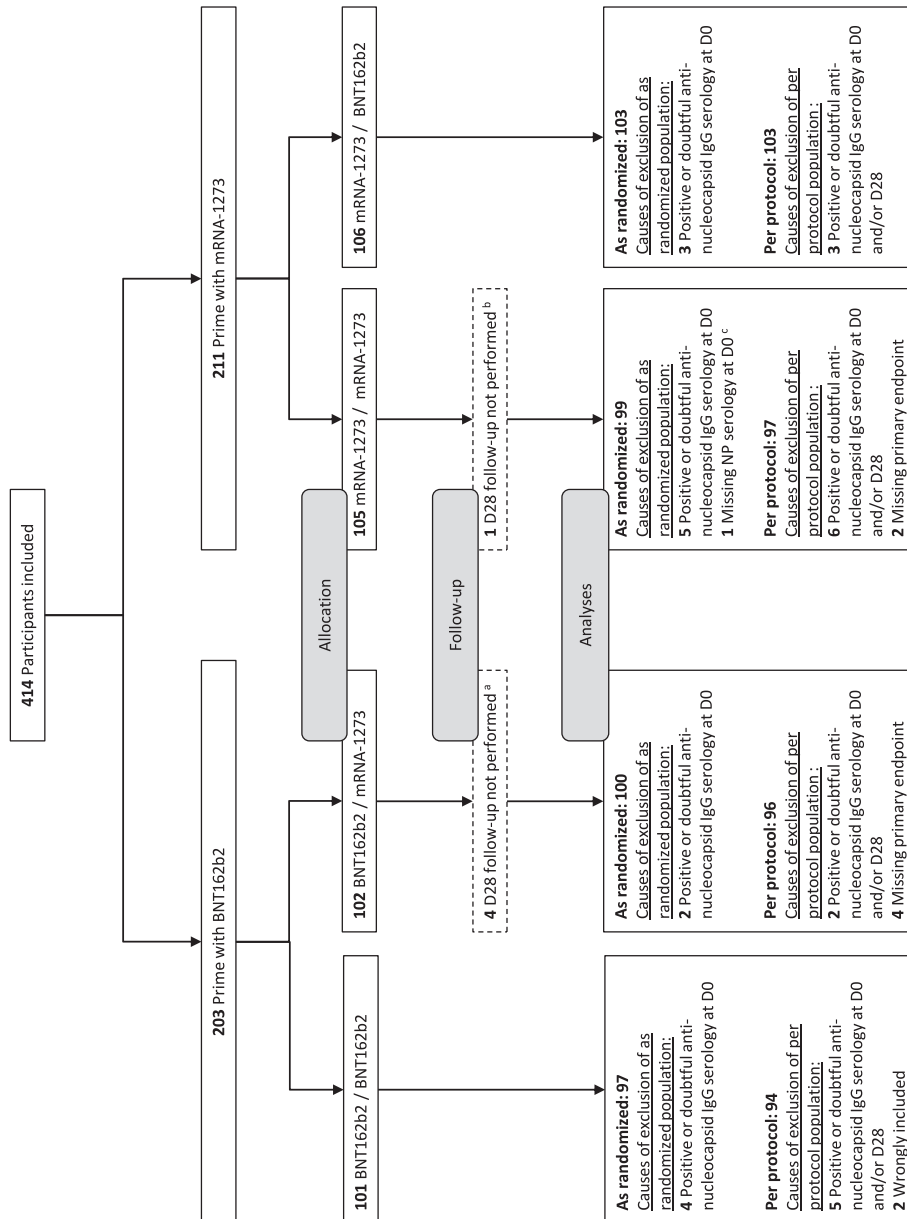 414 Participants included
203 Prime with BNT162b2
211 Prime with mRNA-1273
Allocation
101 BNT162b2 / BNT162b2
102 BNT162b2 / mRNA-1273
105 mRNA-1273 / mRNA-1273
106 mRNA-1273 / BNT162b2
Follow-up
4 D28 follow-up not performed a
1 D28 follow-up not performed b
Analyses
As randomized: 97
Causes of exclusion of as
randomized population:
4 Positive or doubtful anti-
nucleocapsid IgG serology at D0
Per protocol: 94
Causes of exclusion of per
protocol population:
5 Positive or doubtful anti-
nucleocapsid IgG serology at D0
and/or D28
2 Wrongly included
As randomized: 100
Causes of exclusion of as
randomized population:
2 Positive or doubtful anti-
nucleocapsid IgG serology at D0
Per protocol: 96
Causes of exclusion of per
protocol population :
2 Positive or doubtful anti-
nucleocapsid IgG serology at D0
and/or D28
4 Missing primary endpoint
As randomized: 99
Causes of exclusion of as
randomized population:
5 Positive or doubtful anti-
nucleocapsid IgG serology at D0
1 Missing NP serology at D0 c
Per protocol: 97
Causes of exclusion of per
protocol population :
6 Positive or doubtful anti-
nucleocapsid IgG serology at D0
and/or D28
2 Missing primary endpoint
As randomized: 103
Causes of exclusion of as
randomized population:
3 Positive or doubtful anti-
nucleocapsid IgG serology at D0
Per protocol: 103
Causes of exclusion of per
protocol population :
3 Positive or doubtful anti-
nucleocapsid IgG serology at D0
and/or D28